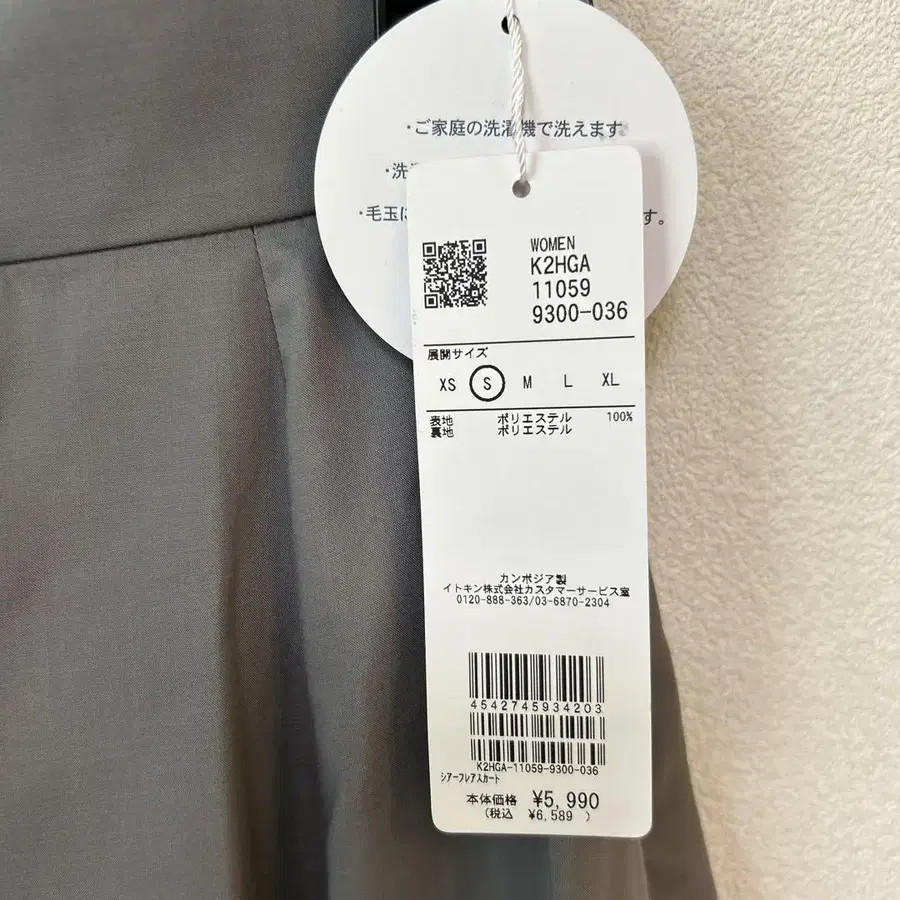 ・ご家庭の洗濯機で洗えます
・洗
・毛玉に
す。
WOMEN
K2HGA
11059
9300-036
展開サイズ
XS S M L XL
表地 ポリエステル 100%
裏地 ポリエステル
カンボジア製
イトキン株式会社カスタマーサービス室
0120-888-363/03-6870-2304
4542745934203
K2HGA-11059-9300-036
シアーフレアスカート
本体価格 ¥5,990
(税込 ¥6,589 )